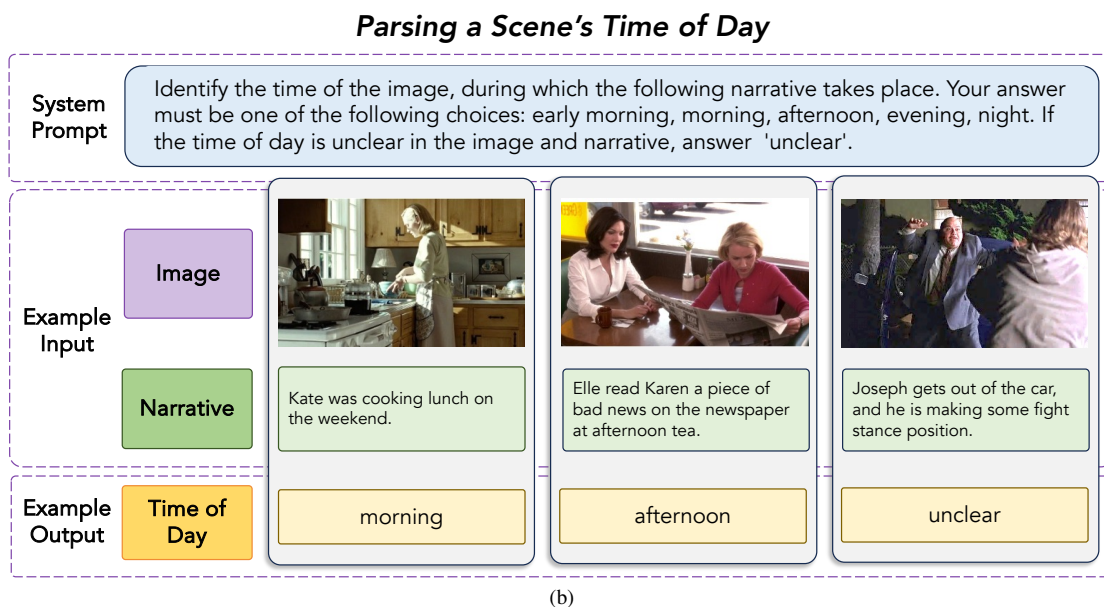 Parsing a Scene's Time of Day
System
Prompt
Identify the time of the image, during which the following narrative takes place. Your answer
must be one of the following choices: early morning, morning, afternoon, evening, night. If
the time of day is unclear in the image and narrative, answer 'unclear'.
Example
Input
Image
Narrative
Kate was cooking lunch on
the weekend.
Elle read Karen a piece of
bad news on the newspaper
at afternoon tea.
Joseph gets out of the car,
and he is making some fight
stance position.
Example
Output
Time of
Day
morning
afternoon
unclear
(b)